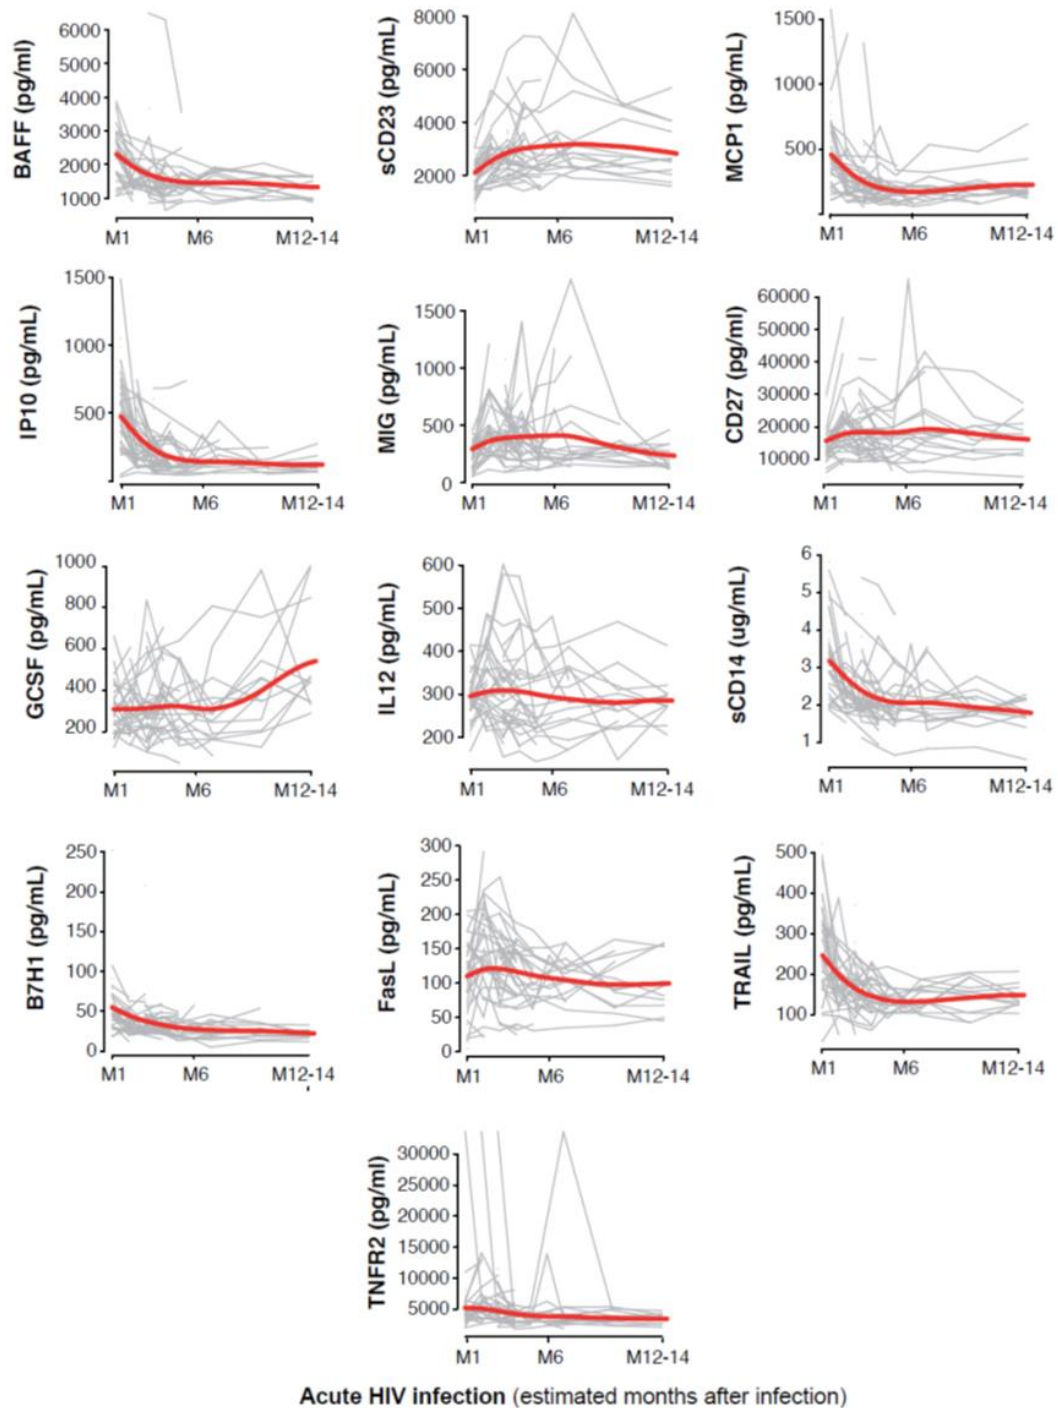 BAFF (pg/ml)
6000
5000
4000
3000
2000
1000
M1 M6 M12-14
sCD23 (pg/mL)
8000
6000
4000
2000
M1 M6 M12-14
MCP1 (pg/mL)
1500
1000
500
M1 M6 M12-14
IP10 (pg/mL)
1500
1000
500
M1 M6 M12-14
MIG (pg/mL)
1500
1000
500
0
M1 M6 M12-14
CD27 (pg/ml)
60000
50000
40000
30000
20000
10000
M1 M6 M12-14
GCSF (pg/mL)
1000
800
600
400
200
M1 M6 M12-14
IL12 (pg/mL)
600
500
400
300
200
M1 M6 M12-14
sCD14 (ug/mL)
6
5
4
3
2
1
M1 M6 M12-14
B7H1 (pg/mL)
250
200
150
100
50
0
M1 M6 M12-14
FasL (pg/mL)
300
250
200
150
100
50
0
M1 M6 M12-14
TRAIL (pg/mL)
500
400
300
200
100
M1 M6 M12-14
TNFR2 (pg/ml)
30000
25000
20000
15000
10000
5000
M1 M6 M12-14
Acute HIV infection (estimated months after infection)